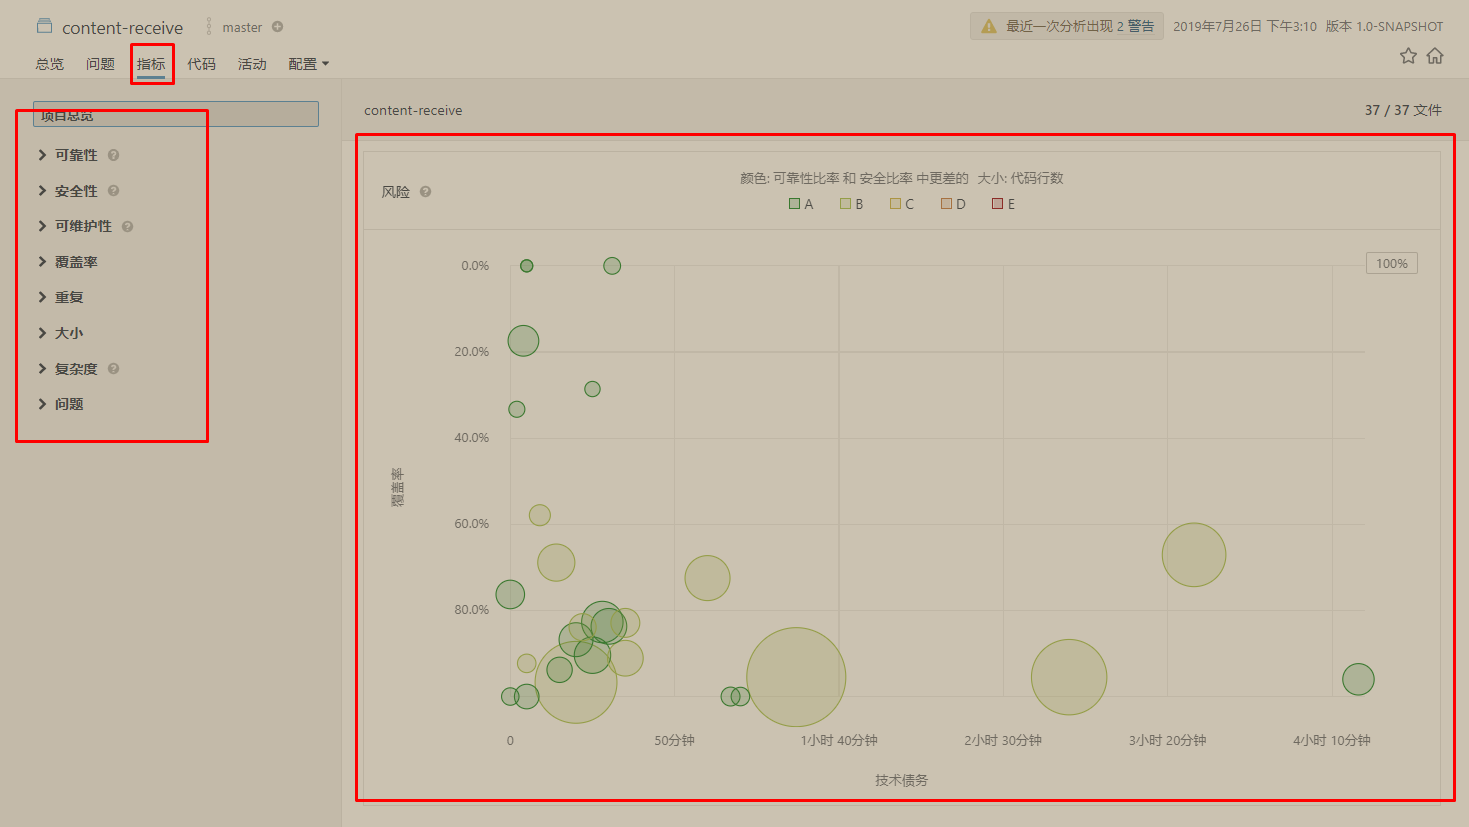 content-receive master
最近一次分析出现 2 警告 2019年7月26日 下午3:10 版本 1.0-SNAPSHOT
总览 问题 指标 代码 活动 配置
项目总览
可靠性
安全性
可维护性
覆盖率
重复
大小
复杂度
问题
content-receive
37 / 37 文件
风险
颜色: 可靠性比率 和 安全比率 中更差的 大小: 代码行数
A B C D E
100%
0.0%
20.0%
40.0%
60.0%
80.0%
覆盖率
0 50分钟 1小时 40分钟 2小时 30分钟 3小时 20分钟 4小时 10分钟
技术债务